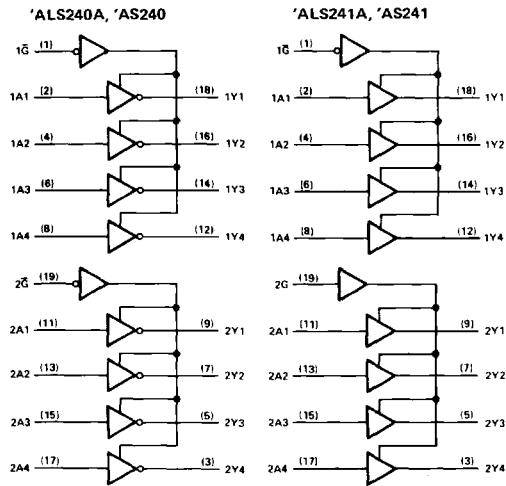 'ALS240A, 'AS240
1G̅ (1)
1A1 (2) (18) 1Y1
1A2 (4) (16) 1Y2
1A3 (6) (14) 1Y3
1A4 (8) (12) 1Y4
2G̅ (19)
2A1 (11) (9) 2Y1
2A2 (13) (7) 2Y2
2A3 (15) (5) 2Y3
2A4 (17) (3) 2Y4
'ALS241A, 'AS241
1G̅ (1)
1A1 (2) (18) 1Y1
1A2 (4) (16) 1Y2
1A3 (6) (14) 1Y3
1A4 (8) (12) 1Y4
2G (19)
2A1 (11) (9) 2Y1
2A2 (13) (7) 2Y2
2A3 (15) (5) 2Y3
2A4 (17) (3) 2Y4